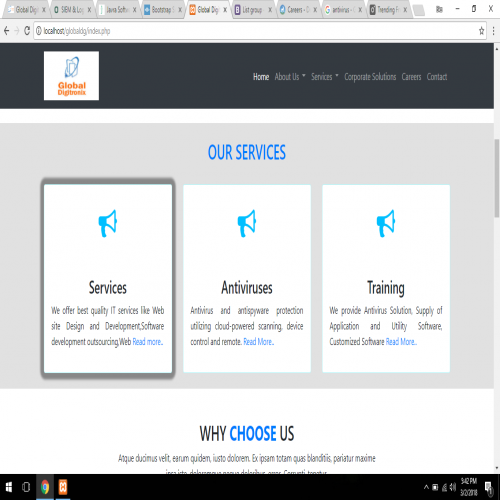 Global Digi
SIEM & Log
Java Softw
Bootstrap
Global Dig
List group
Careers - D
antivirus -
Trending F
localhost/globaldg/index.php
Global
Digitronix
Home About Us Services Corporate Solutions Careers Contact
OUR SERVICES
Services
We offer best quality IT services like Web
site Design and Development,Software
development outsourcing,Web Read more..
Antiviruses
Antivirus and antispyware protection
utilizing cloud-powered scanning, device
control and remote. Read More..
Training
We provide Antivirus Solution, Supply of
Application and Utility Software,
Customized Software Read More..
WHY CHOOSE US
Atque ducimus velit, earum quidem, iusto dolorem. Ex ipsam totam quas blanditiis, pariatur maxime
3:42 PM
3/2/2018